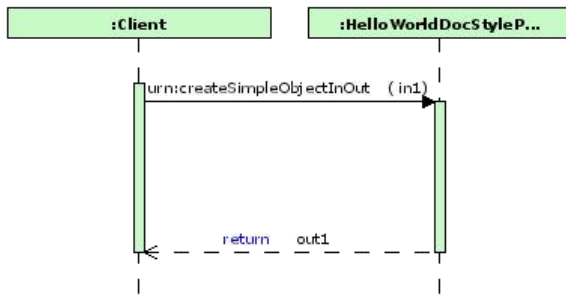 :Client
:HelloWorldDocStyleP...
urn:createSimpleObjectInOut (in1)
return out1